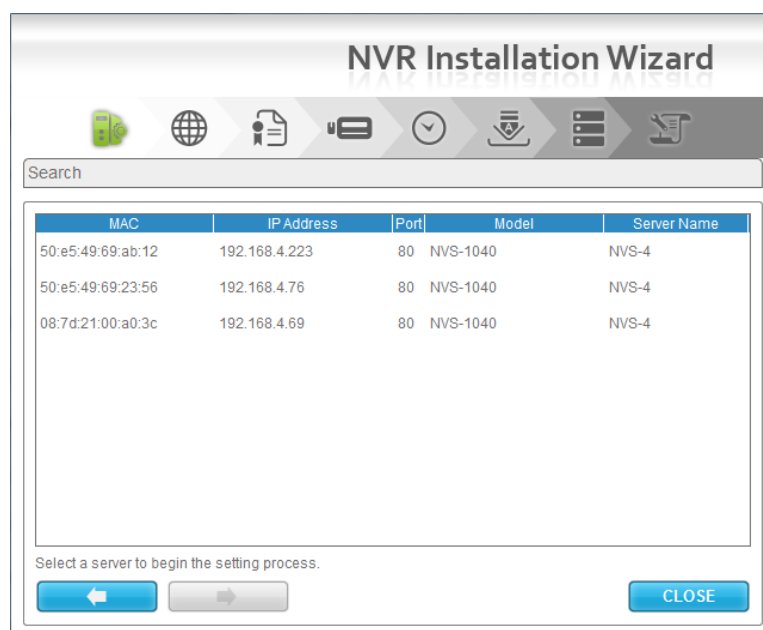 NVR Installation Wizard
Search
MAC IP Address Port Model Server Name
50:e5:49:69:ab:12 192.168.4.223 80 NVS-1040 NVS-4
50:e5:49:69:23:56 192.168.4.76 80 NVS-1040 NVS-4
08:7d:21:00:a0:3c 192.168.4.69 80 NVS-1040 NVS-4
Select a server to begin the setting process.
CLOSE